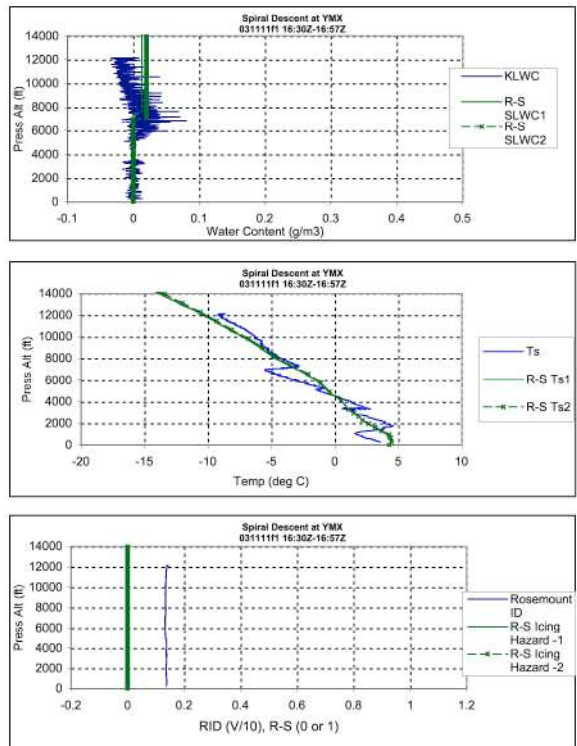 Spiral Descent at YMX
031111f1 16:30Z-16:57Z
14000
12000
10000
8000
6000
4000
2000
0
Press Alt (ft)
-0.1 0 0.1 0.2 0.3 0.4 0.5
Water Content (g/m3)
KLWC
R-S
SLWC1
R-S
SLWC2
Spiral Descent at YMX
031111f1 16:30Z-16:57Z
14000
12000
10000
8000
6000
4000
2000
0
Press Alt (ft)
-20 -15 -10 -5 0 5 10
Temp (deg C)
Ts
R-S Ts1
R-S Ts2
Spiral Descent at YMX
031111f1 16:30Z-16:57Z
14000
12000
10000
8000
6000
4000
2000
0
Press Alt (ft)
-0.2 0 0.2 0.4 0.6 0.8 1 1.2
RID (V/10), R-S (0 or 1)
Rosemount
ID
R-S Icing
Hazard -1
R-S Icing
Hazard -2